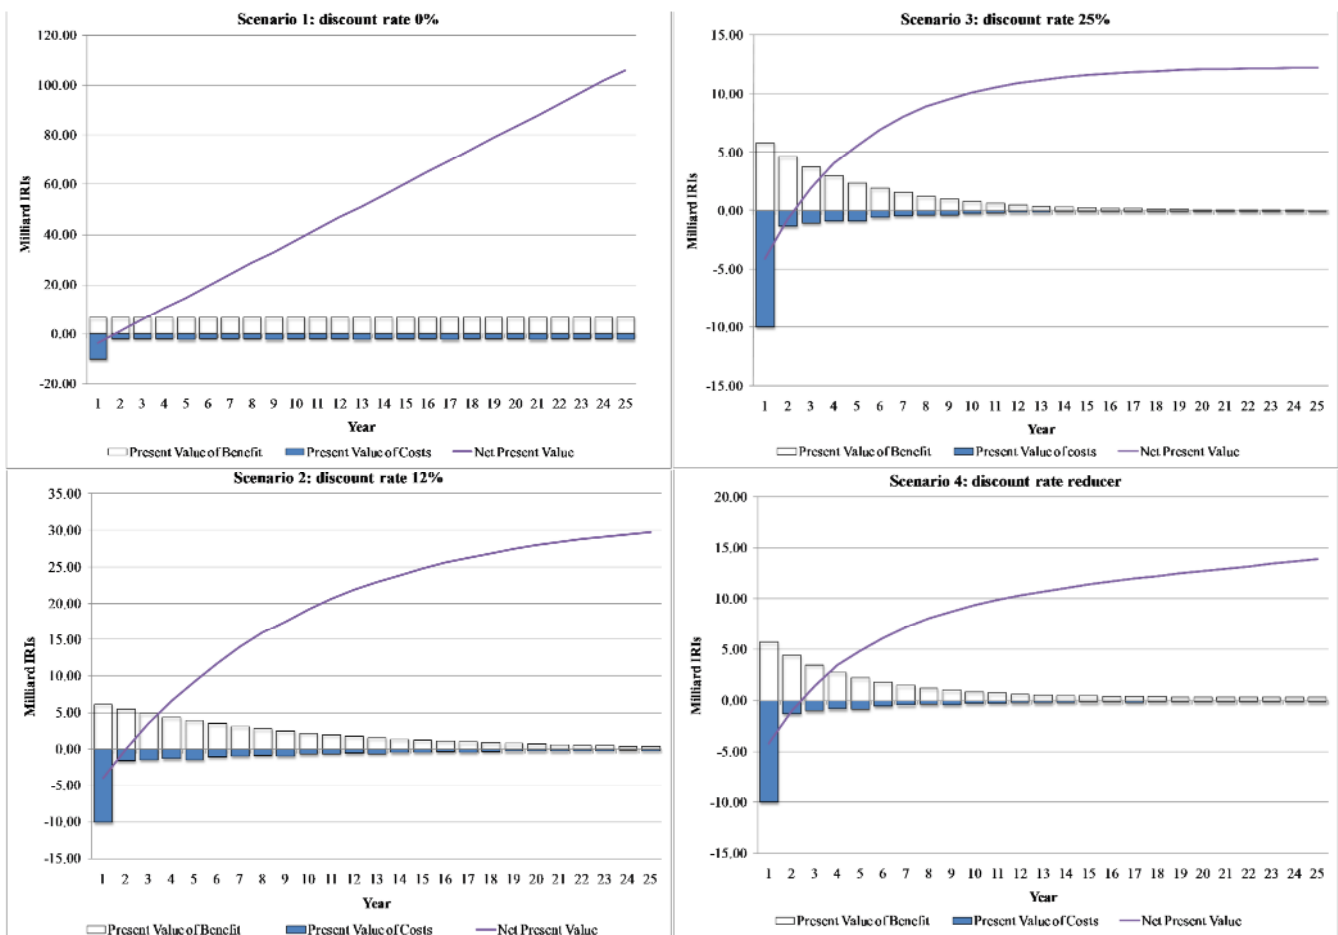 Scenario 1: discount rate 0%
120.00
100.00
80.00
60.00
40.00
20.00
0.00
-20.00
Milliard IRIs
1 2 3 4 5 6 7 8 9 10 11 12 13 14 15 16 17 18 19 20 21 22 23 24 25
Year
Present Value of Benefit Present Value of Costs Net Present Value
Scenario 3: discount rate 25%
15.00
10.00
5.00
0.00
-5.00
-10.00
-15.00
Milliard IRIs
1 2 3 4 5 6 7 8 9 10 11 12 13 14 15 16 17 18 19 20 21 22 23 24 25
Year
Present Value of Benefit Present Value of costs Net Present Value
Scenario 2: discount rate 12%
35.00
30.00
25.00
20.00
15.00
10.00
5.00
0.00
-5.00
-10.00
-15.00
Milliard IRIs
1 2 3 4 5 6 7 8 9 10 11 12 13 14 15 16 17 18 19 20 21 22 23 24 25
Year
Present Value of Benefit Present Value of Costs Net Present Value
Scenario 4: discount rate reducer
20.00
15.00
10.00
5.00
0.00
-5.00
-10.00
-15.00
Milliard IRIs
1 2 3 4 5 6 7 8 9 10 11 12 13 14 15 16 17 18 19 20 21 22 23 24 25
Year
Present Value of Benefit Present Value of Costs Net Present Value